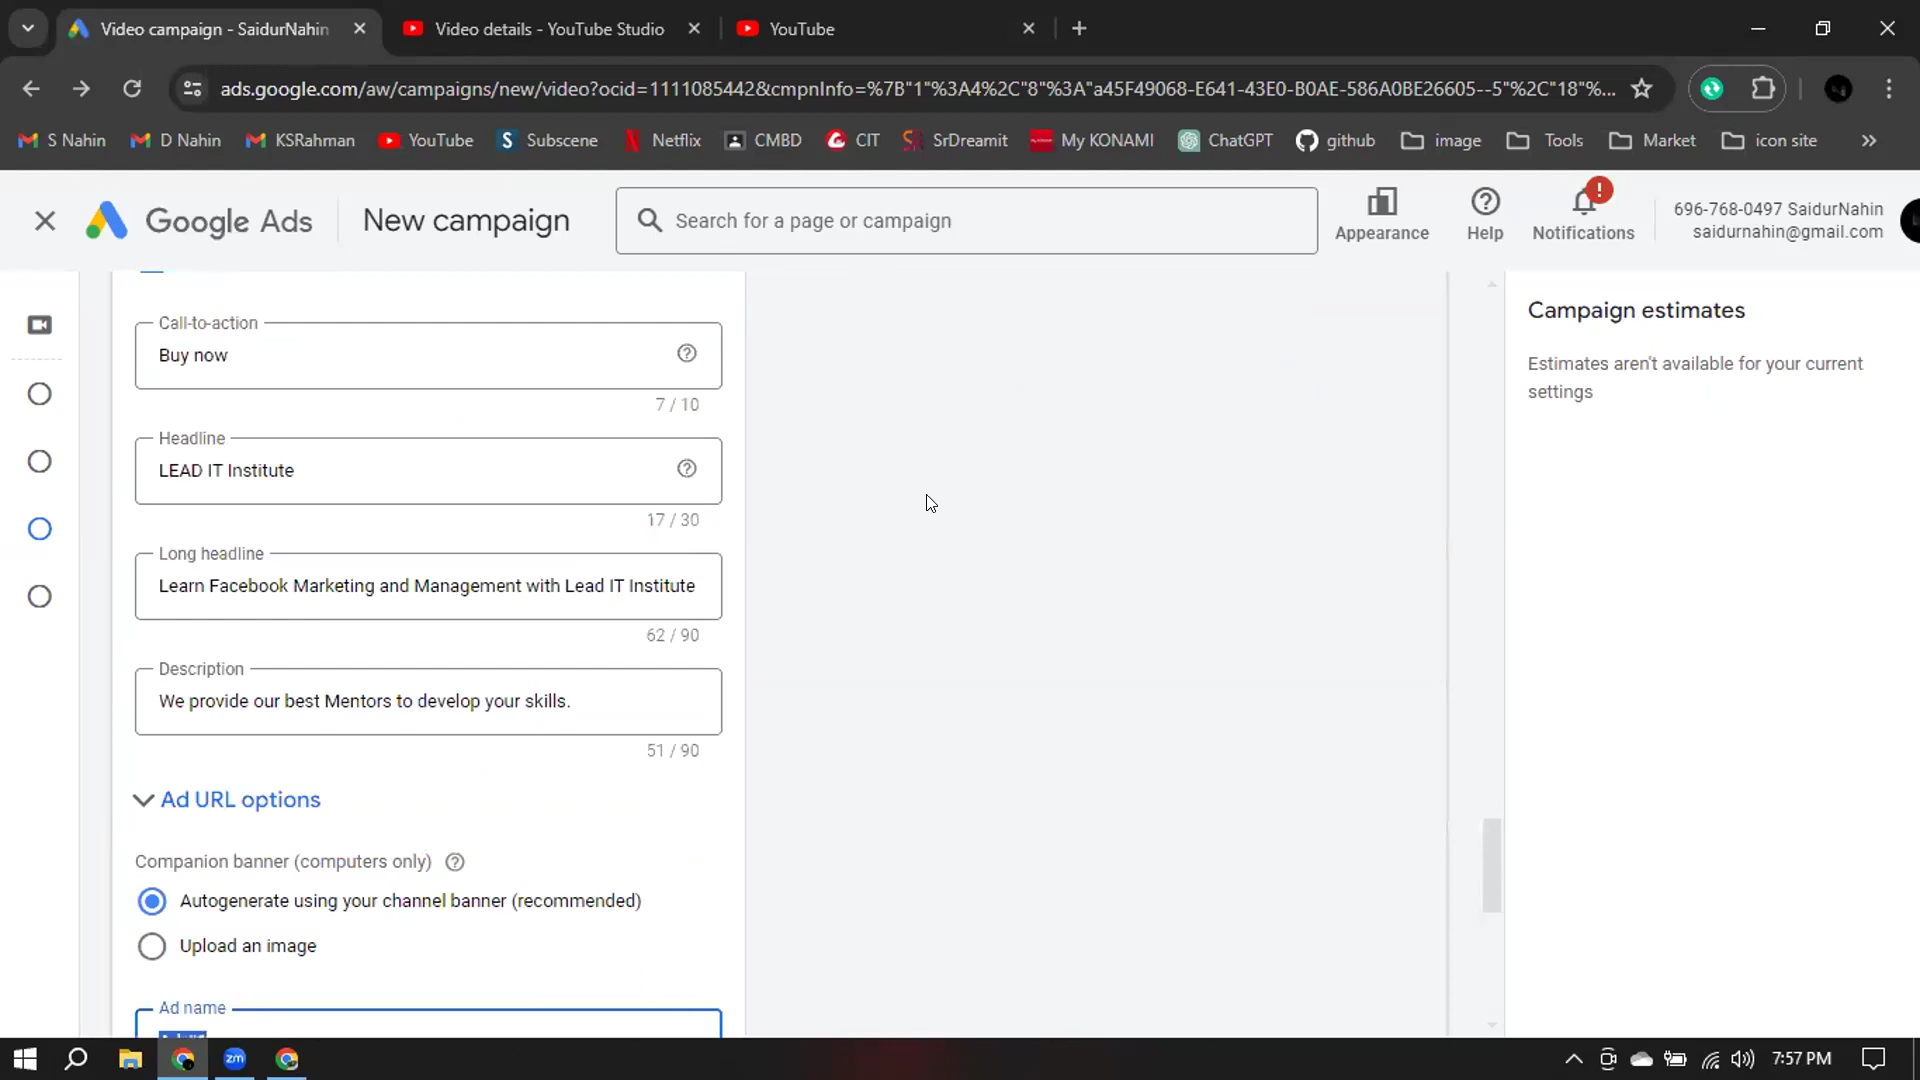 Video campaign - SaidurNahin
Video details - YouTube Studio
YouTube
ads.google.com/aw/campaigns/new/video?ocid=1111085442&cmpnInfo=%7B"1"%3A4%2C"8"%3A"a45F49068-E641-43E0-B0AE-586A0BE26605--5"%2C"18"%...
S Nahin
D Nahin
KSRahman
YouTube
Subscene
Netflix
CMBD
CIT
SrDreamit
My KONAMI
ChatGPT
github
image
Tools
Market
icon site
Google Ads
New campaign
Search for a page or campaign
Appearance
Help
Notifications
696-768-0497 SaidurNahin
saidurnahin@gmail.com
Call-to-action
Buy now
7 / 10
Headline
LEAD IT Institute
17 / 30
Long headline
Learn Facebook Marketing and Management with Lead IT Institute
62 / 90
Description
We provide our best Mentors to develop your skills.
51 / 90
Ad URL options
Companion banner (computers only)
Autogenerate using your channel banner (recommended)
Upload an image
Ad name
Campaign estimates
Estimates aren't available for your current
settings
zm
7:57 PM